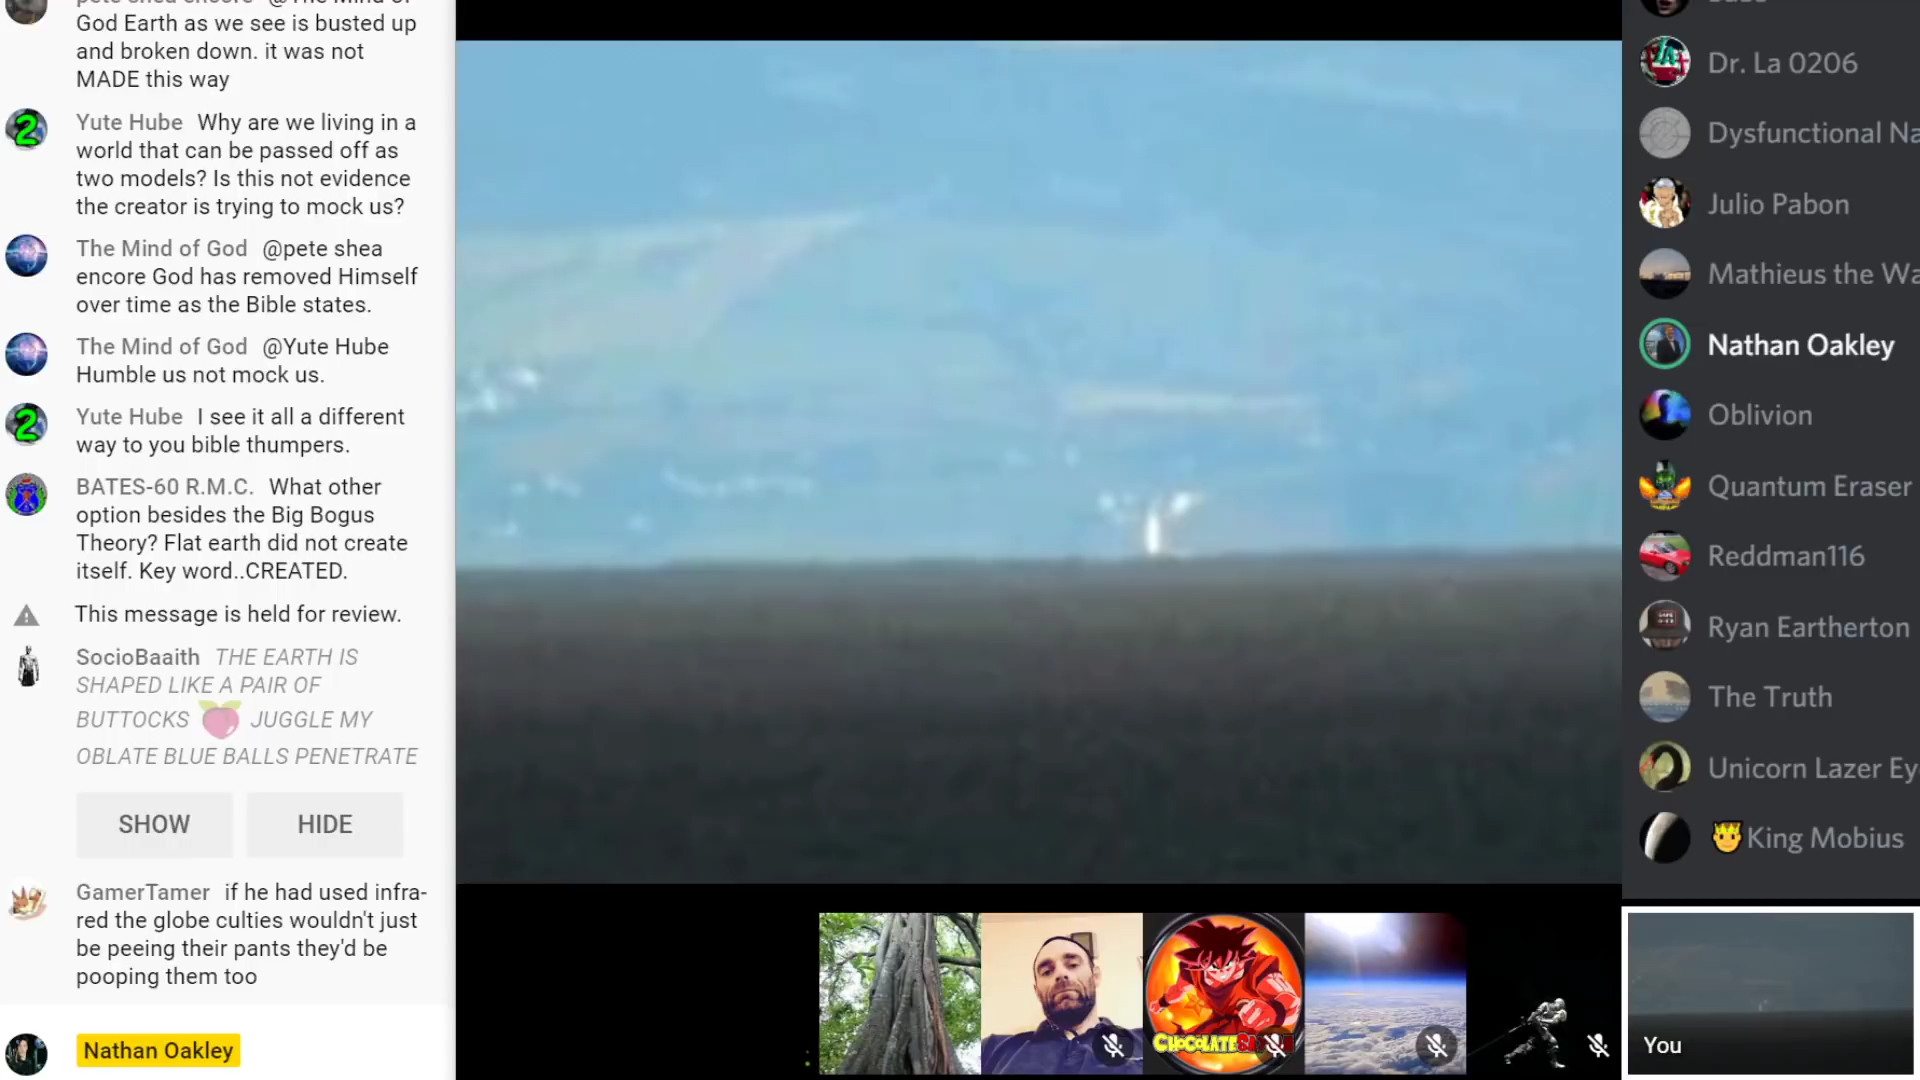 pete shea encore @The Mind of
God Earth as we see is busted up
and broken down. it was not
MADE this way
Yute Hube Why are we living in a
world that can be passed off as
two models? Is this not evidence
the creator is trying to mock us?
The Mind of God @pete shea
encore God has removed Himself
over time as the Bible states.
The Mind of God @Yute Hube
Humble us not mock us.
Yute Hube I see it all a different
way to you bible thumpers.
BATES-60 R.M.C. What other
option besides the Big Bogus
Theory? Flat earth did not create
itself. Key word..CREATED.
This message is held for review.
SocioBaaith THE EARTH IS
SHAPED LIKE A PAIR OF
BUTTOCKS JUGGLE MY
OBLATE BLUE BALLS PENETRATE
SHOW HIDE
GamerTamer if he had used infra-
red the globe culties wouldn't just
be peeing their pants they'd be
pooping them too
Nathan Oakley
Dr. La 0206
Dysfunctional Na
Julio Pabon
Mathieus the Wa
Nathan Oakley
Oblivion
Quantum Eraser
Reddman116
Ryan Eartherton
The Truth
Unicorn Lazer Ey
King Mobius
You